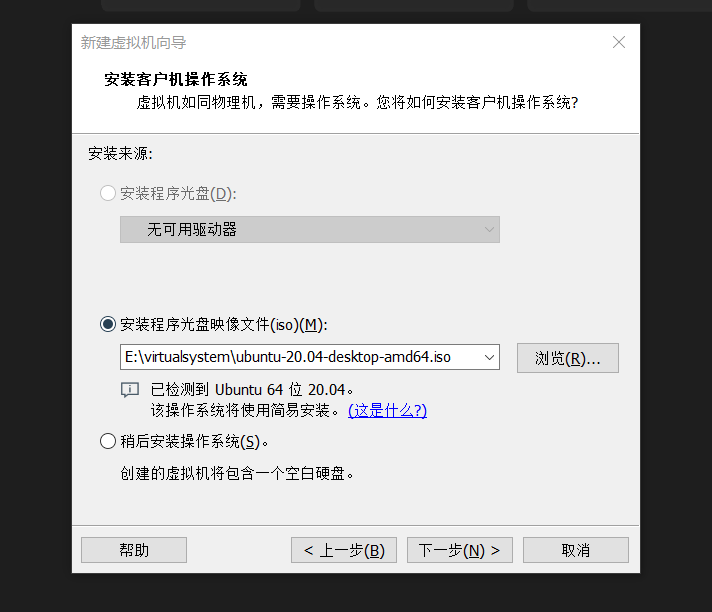 新建虚拟机向导
安装客户机操作系统
虚拟机如同物理机，需要操作系统。您将如何安装客户机操作系统?
安装来源:
安装程序光盘(D):
无可用驱动器
安装程序光盘映像文件(iso)(M):
E:\virtualsystem\ubuntu-20.04-desktop-amd64.iso
浏览(R)...
已检测到 Ubuntu 64 位 20.04。
该操作系统将使用简易安装。(这是什么?)
稍后安装操作系统(S)。
创建的虚拟机将包含一个空白硬盘。
帮助
< 上一步(B)
下一步(N) >
取消